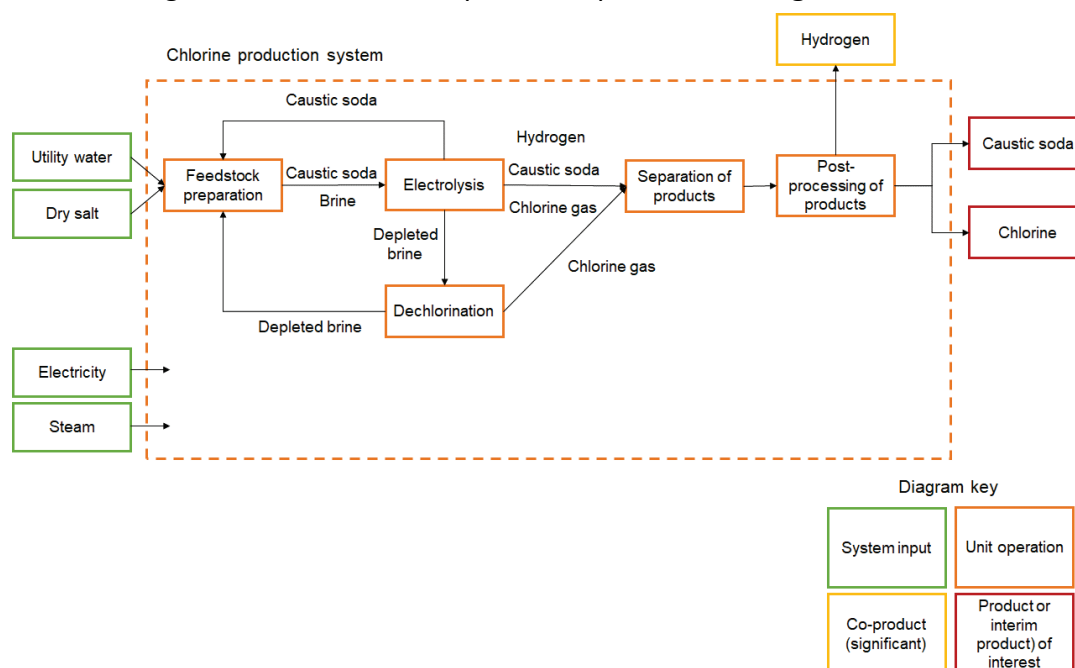 Hydrogen
Chlorine production system
Caustic soda
Utility water
Dry salt
Feedstock
preparation
Caustic soda
Brine
Electrolysis
Hydrogen
Caustic soda
Chlorine gas
Separation of
products
Post-
processing of
products
Caustic soda
Chlorine
Depleted
brine
Chlorine gas
Dechlorination
Depleted brine
Electricity
Steam
Diagram key
System input
Unit operation
Co-product
(significant)
Product or
interim
product) of
interest